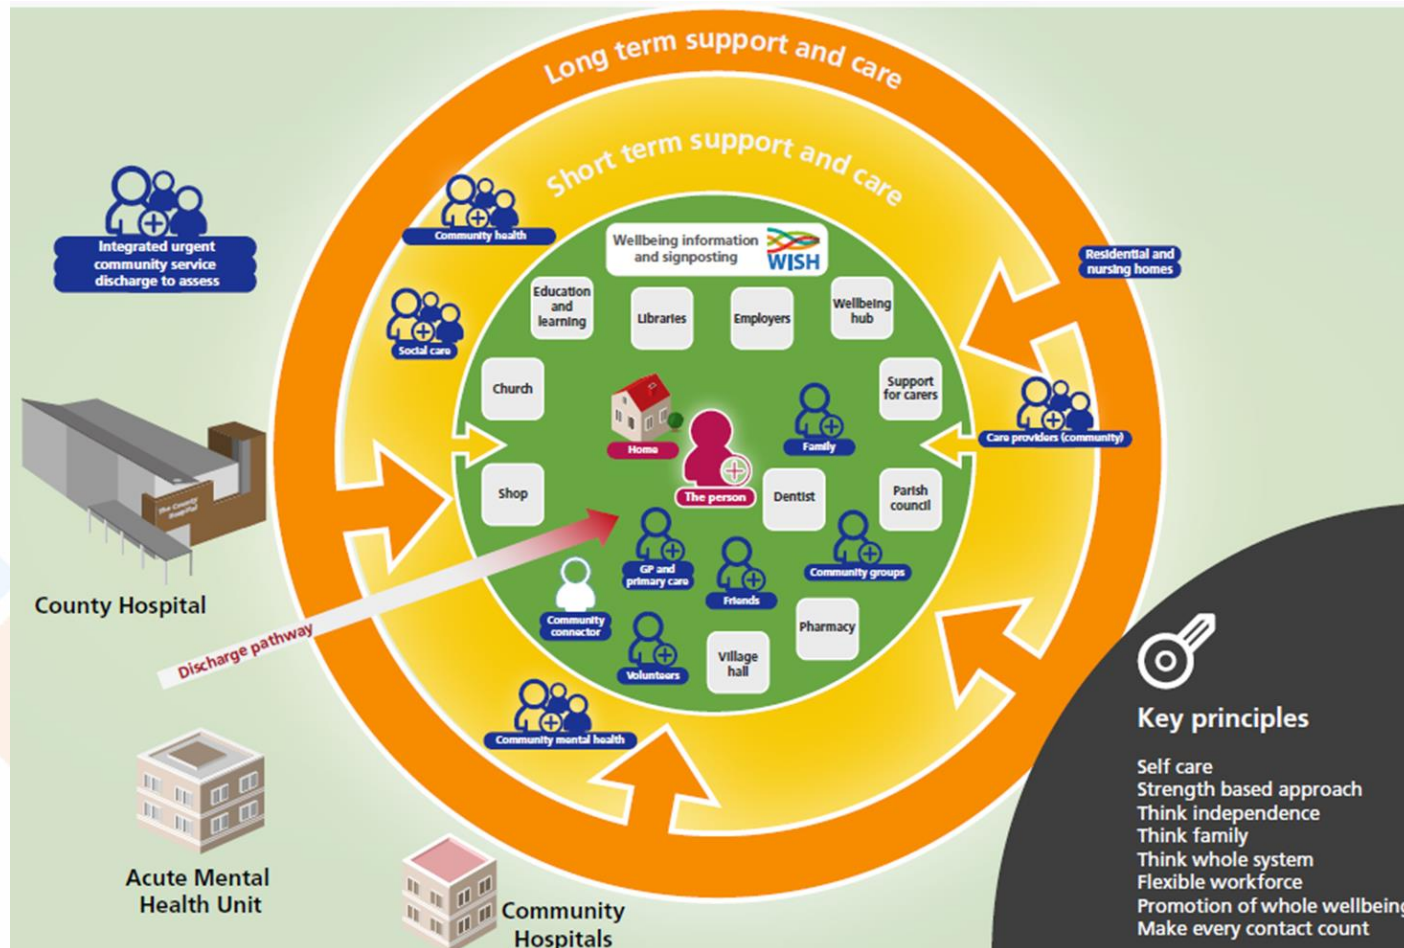 Long term support and care
Short term support and care
Integrated urgent
community service
discharge to assess
Community health
Social care
Wellbeing information
and signposting
WISH
Education
and
learning
Libraries
Employers
Wellbeing
hub
Residential and
nursing homes
Church
Support
for carers
Home
Family
Care providers (community)
The person
Shop
Dentist
Parish
council
The County
Hospital
County Hospital
GP and
primary care
Friends
Community groups
Community
connector
Volunteers
Village
hall
Pharmacy
Discharge pathway
Community mental health
Acute Mental
Health Unit
Community
Hospitals
Key principles
Self care
Strength based approach
Think independence
Think family
Think whole system
Flexible workforce
Promotion of whole wellbeing
Make every contact count